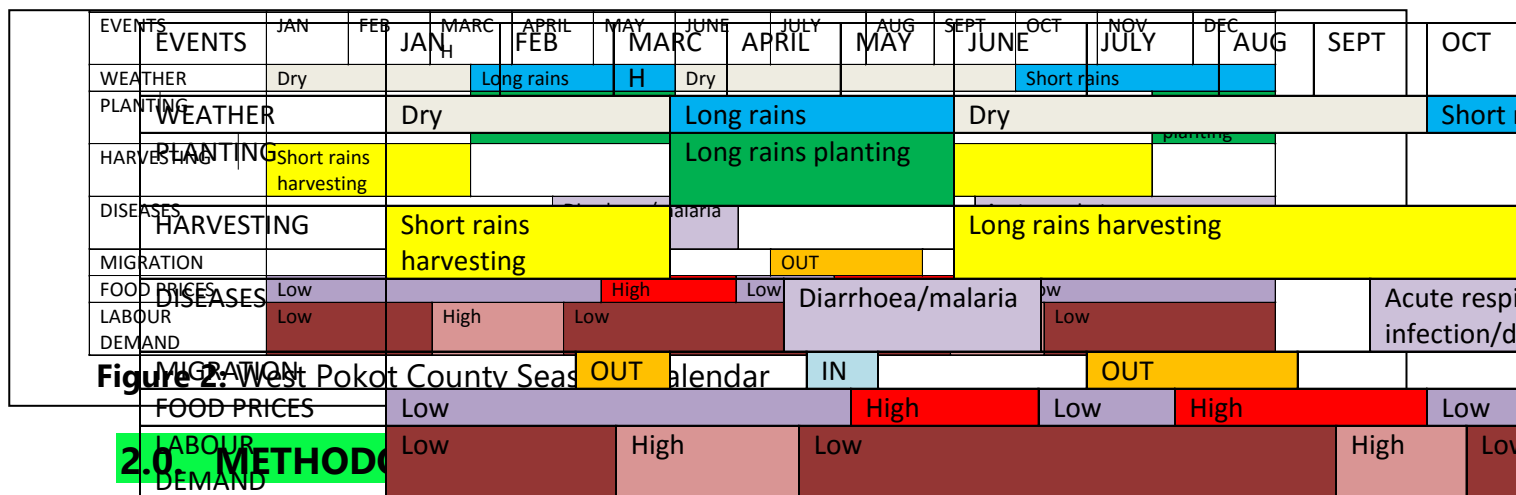 EVENTS JAN FEB MARCH APRIL MAY JUNE JULY AUG SEPT OCT NOV DEC
WEATHER Dry Long rains Dry Short rains
PLANTING planting
HARVESTING Short rains
harvesting
DISEASES malaria
MIGRATION OUT
FOOD PRICES Low High Low
LABOUR Low High Low Low
DEMAND
Figure 2: West Pokot County Seasonal Calendar
EVENTS JAN FEB MARCH APRIL MAY JUNE JULY AUG SEPT OCT
WEATHER Dry Long rains Dry Short
PLANTING Long rains planting
HARVESTING Short rains Long rains harvesting
harvesting
DISEASES Diarrhoea/malaria Acute respi
infection/d
MIGRATION OUT IN OUT
FOOD PRICES Low High Low High Low
LABOUR Low High Low High Low
DEMAND
2.0. METHODO